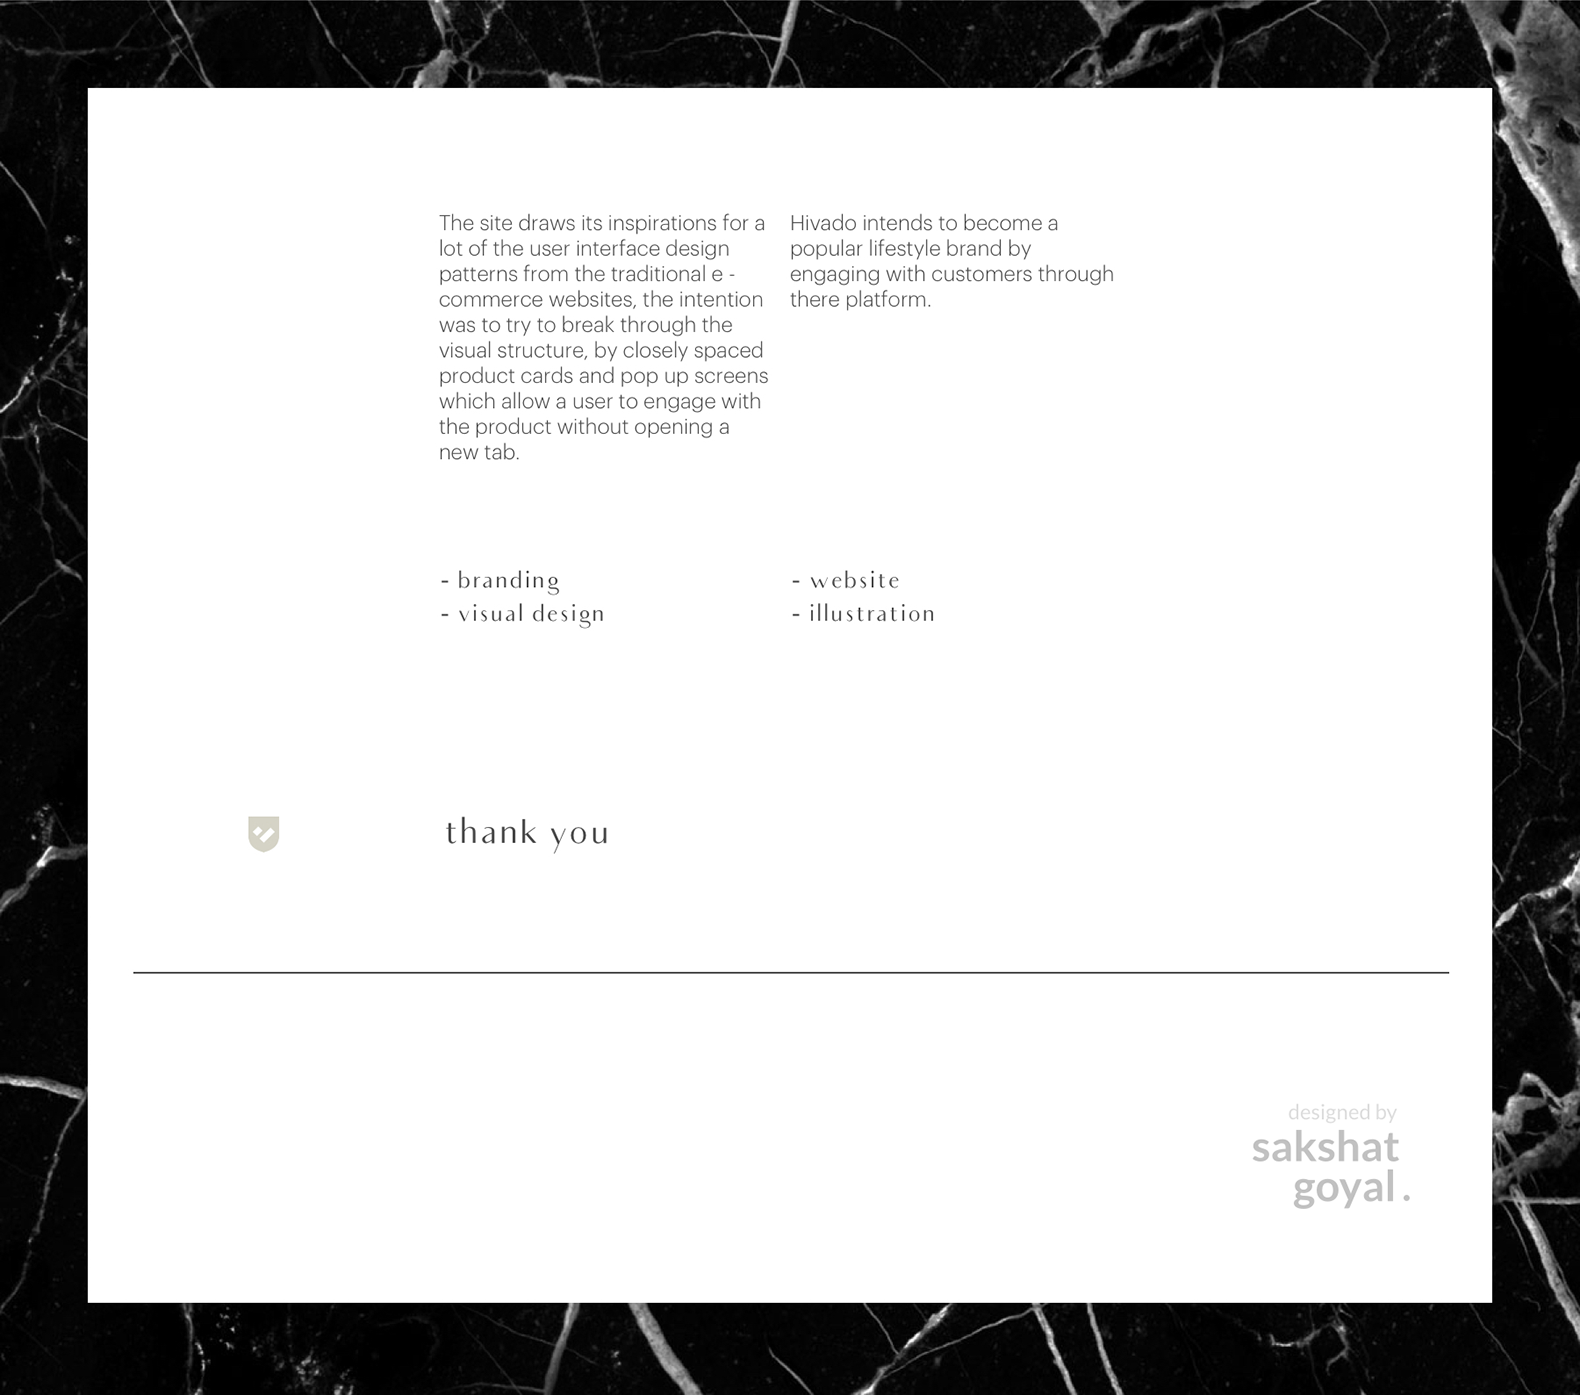 The site draws its inspirations for a
lot of the user interface design
patterns from the traditional e -
commerce websites, the intention
was to try to break through the
visual structure, by closely spaced
product cards and pop up screens
which allow a user to engage with
the product without opening a
new tab.
Hivado intends to become a
popular lifestyle brand by
engaging with customers through
there platform.
- branding
- visual design
- website
- illustration
thank you
designed by
sakshat
goyal.